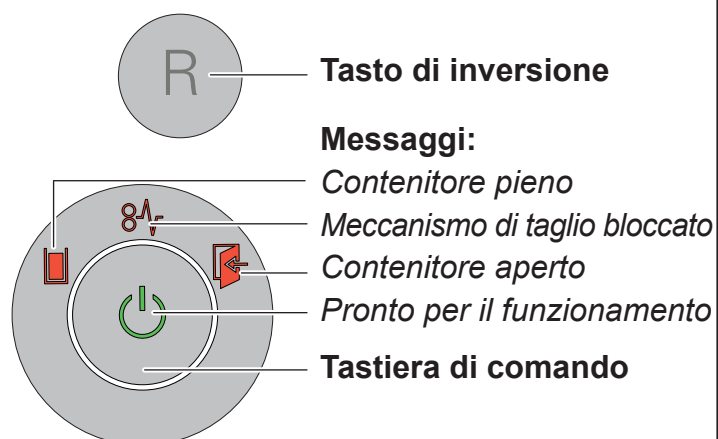 R
Tasto di inversione
Messaggi:
Contenitore pieno
Meccanismo di taglio bloccato
Contenitore aperto
Pronto per il funzionamento
Tastiera di comando